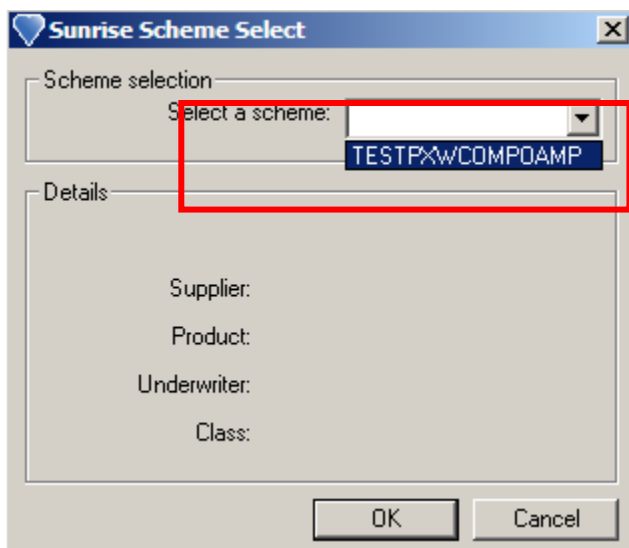 Sunrise Scheme Select
Scheme selection
Select a scheme:
TESTPXWCOMPOAMP
Details
Supplier:
Product:
Underwriter:
Class:
OK Cancel